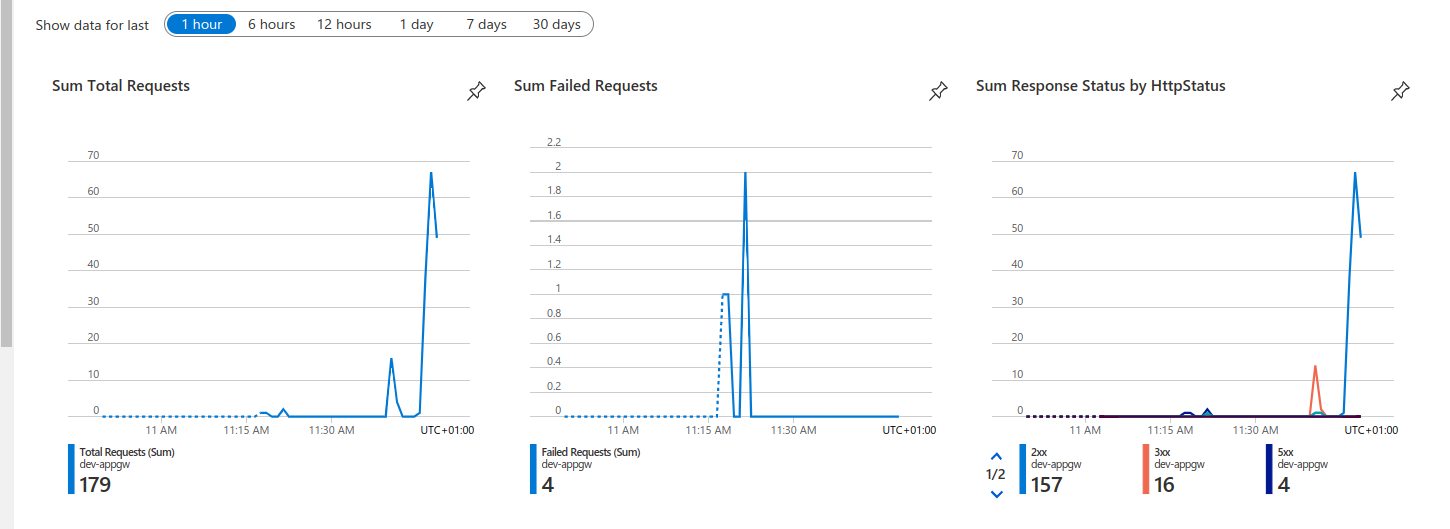 Show data for last 1 hour 6 hours 12 hours 1 day 7 days 30 days
Sum Total Requests
70
60
50
40
30
20
10
0
11 AM 11:15 AM 11:30 AM UTC+01:00
Total Requests (Sum)
dev-appgw
179
Sum Failed Requests
2.2
2
1.8
1.6
1.4
1.2
1
0.8
0.6
0.4
0.2
0
11 AM 11:15 AM 11:30 AM UTC+01:00
Failed Requests (Sum)
dev-appgw
4
Sum Response Status by HttpStatus
70
60
50
40
30
20
10
0
11 AM 11:15 AM 11:30 AM UTC+01:00
1/2
2xx
dev-appgw
157
3xx
dev-appgw
16
5xx
dev-appgw
4